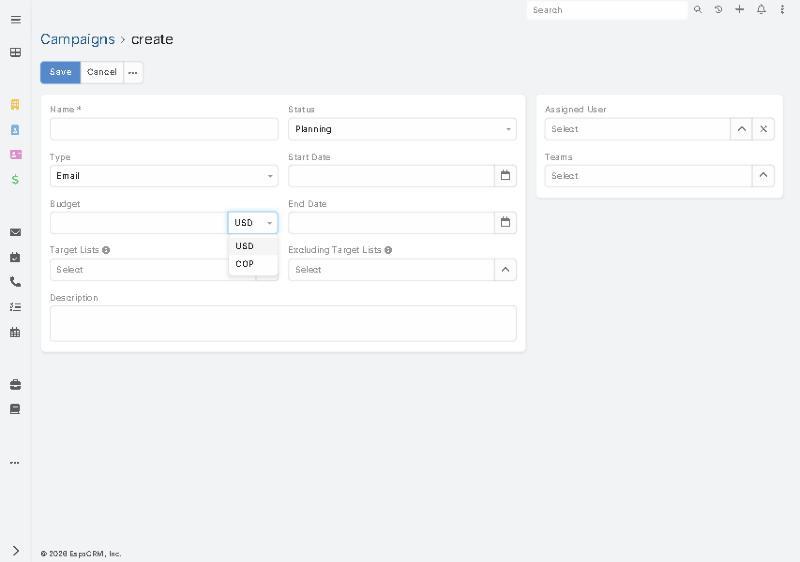 Search
Campaigns › create
Save Cancel ...
Name * Status
Planning
Type Start Date
Email
Budget End Date
USD
USD
COP
Target Lists Excluding Target Lists
Select Select
Description
Assigned User
Select
Teams
Select
© 2026 EspoCRM, Inc.